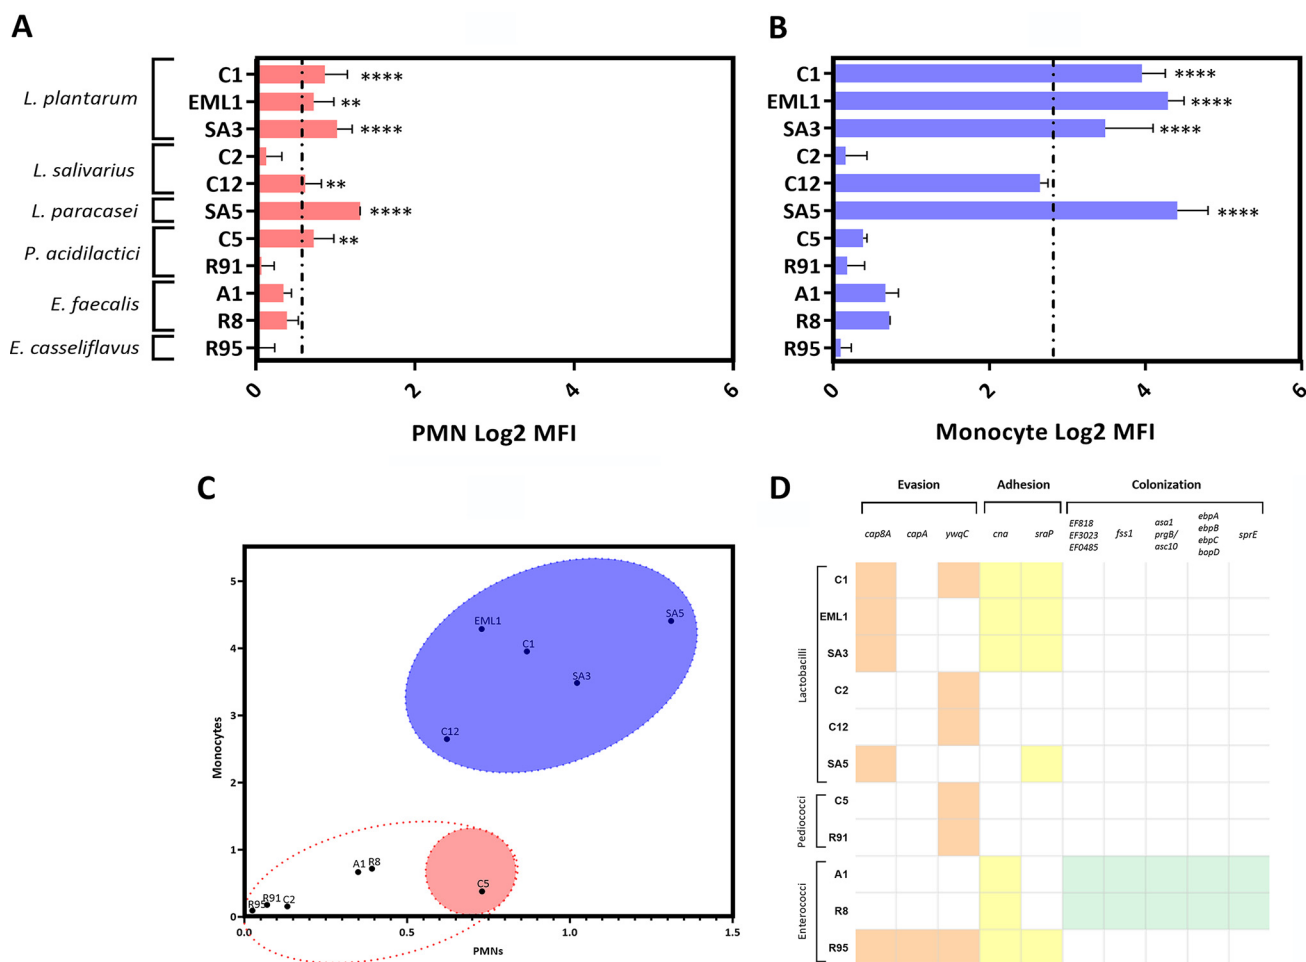 A
L. plantarum
L. salivarius
L. paracasei
P. acidilactici
E. faecalis
E. casseliflavus
C1 ****
EML1 **
SA3 ****
C2
C12 **
SA5 ****
C5 **
R91
A1
R8
R95
0 2 4 6
PMN Log2 MFI
B
C1 ****
EML1 ****
SA3 ****
C2
C12
SA5 ****
C5
R91
A1
R8
R95
0 2 4 6
Monocyte Log2 MFI
C
Monocytes
5
4
3
2
1
0
SA5
EML1
C1
SA3
C12
A1 R8
C5
R95 R91 C2
0.0 0.5 1.0 1.5
PMNs
D
Evasion Adhesion Colonization
cap8A capA ywqC cna sraP
EF818
EF3023
EF0485
fss1
asa1
prgB/
asc10
ebpA
ebpB
ebpC
bopD
sprE
Lactobacilli
C1
EML1
SA3
C2
C12
SA5
Pediococci
C5
R91
Enterococci
A1
R8
R95